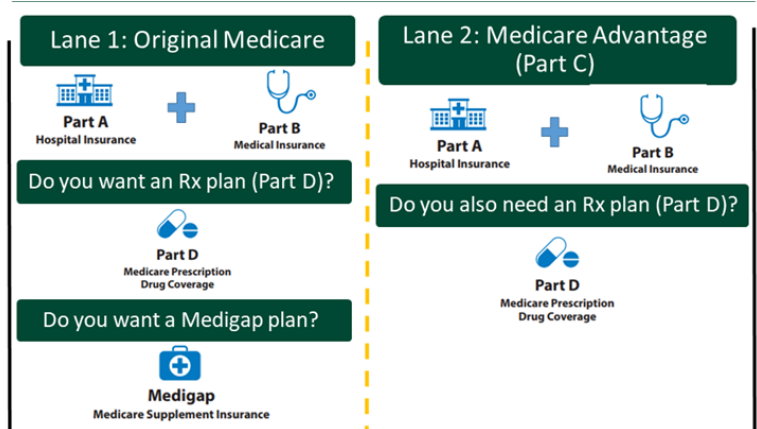 Lane 1: Original Medicare
Part A
Hospital Insurance
Part B
Medical Insurance
Do you want an Rx plan (Part D)?
Part D
Medicare Prescription
Drug Coverage
Do you want a Medigap plan?
Medigap
Medicare Supplement Insurance
Lane 2: Medicare Advantage
(Part C)
Part A
Hospital Insurance
Part B
Medical Insurance
Do you also need an Rx plan (Part D)?
Part D
Medicare Prescription
Drug Coverage